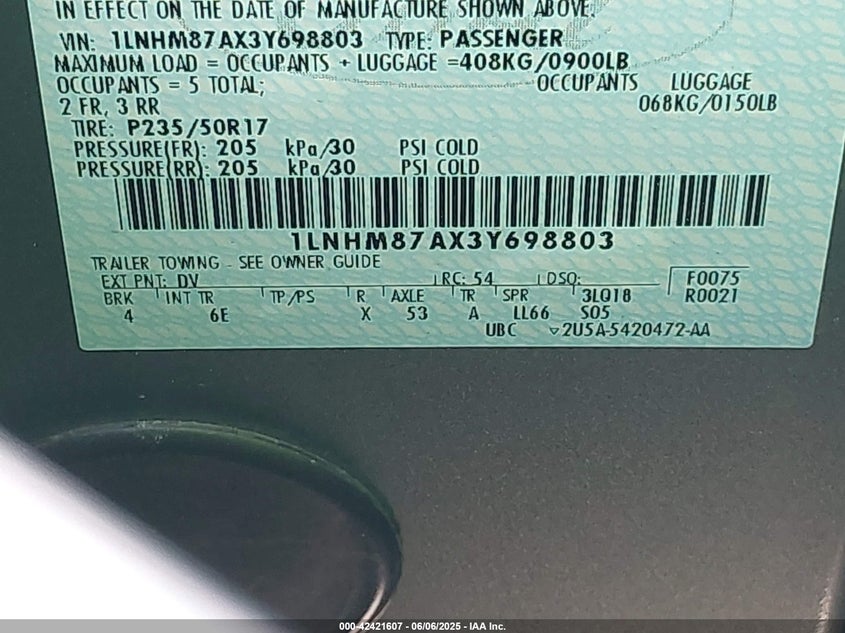 IN EFFECT ON THE DATE OF MANUFACTURE SHOWN ABOVE.
VIN: 1LNHM87AX3Y698803 TYPE: PASSENGER
MAXIMUM LOAD = OCCUPANTS + LUGGAGE =408KG/0900LB
OCCUPANTS = 5 TOTAL; OCCUPANTS LUGGAGE
2 FR, 3 RR 068KG/0150LB
TIRE: P235/50R17
PRESSURE(FR): 205 kPa/30 PSI COLD
PRESSURE(RR): 205 kPa/30 PSI COLD
1LNHM87AX3Y698803
TRAILER TOWING - SEE OWNER GUIDE
EXT PNT: DV RC: 54 DSO: F0075
BRK INT TR TP/PS R AXLE TR SPR 3L018 R0021
4 6E X 53 A LL66 S05
UBC 2U5A-5420472-AA
000-42421607 - 06/06/2025 - IAA Inc.